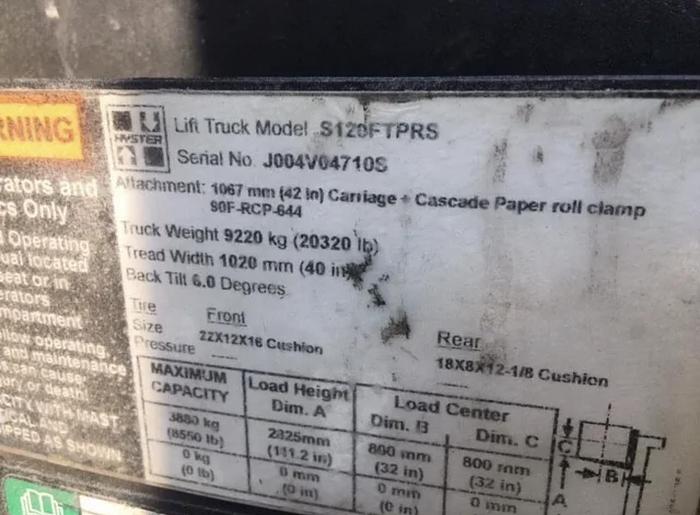 RNING
HYSTER
Lift Truck Model S120FTPRS
Serial No. J004V04710S
Attachment: 1067 mm (42 in) Carriage + Cascade Paper roll clamp
90F-RCP-644
Truck Weight 9220 kg (20320 lb)
Tread Width 1020 mm (40 in)
Back Tilt 6.0 Degrees
Tire Front Rear
Size 22X12X16 Cushion 18X8X12-1/8 Cushion
Pressure
MAXIMUM CAPACITY Load Height Dim. A Load Center Dim. B Dim. C
3880 kg (8550 lb) 2825mm (111.2 in) 800 mm (32 in) 800 mm (32 in)
0 kg (0 lb) 0 mm (0 in) 0 mm (0 in) 0 mm
C
B
A
rators and
cs Only
Operating
ual located
seat or in
erators
mpartment
llow operating,
and maintenance
can cause
ury or death
CITY
MAST,
AND
IPPED AS SHOWN